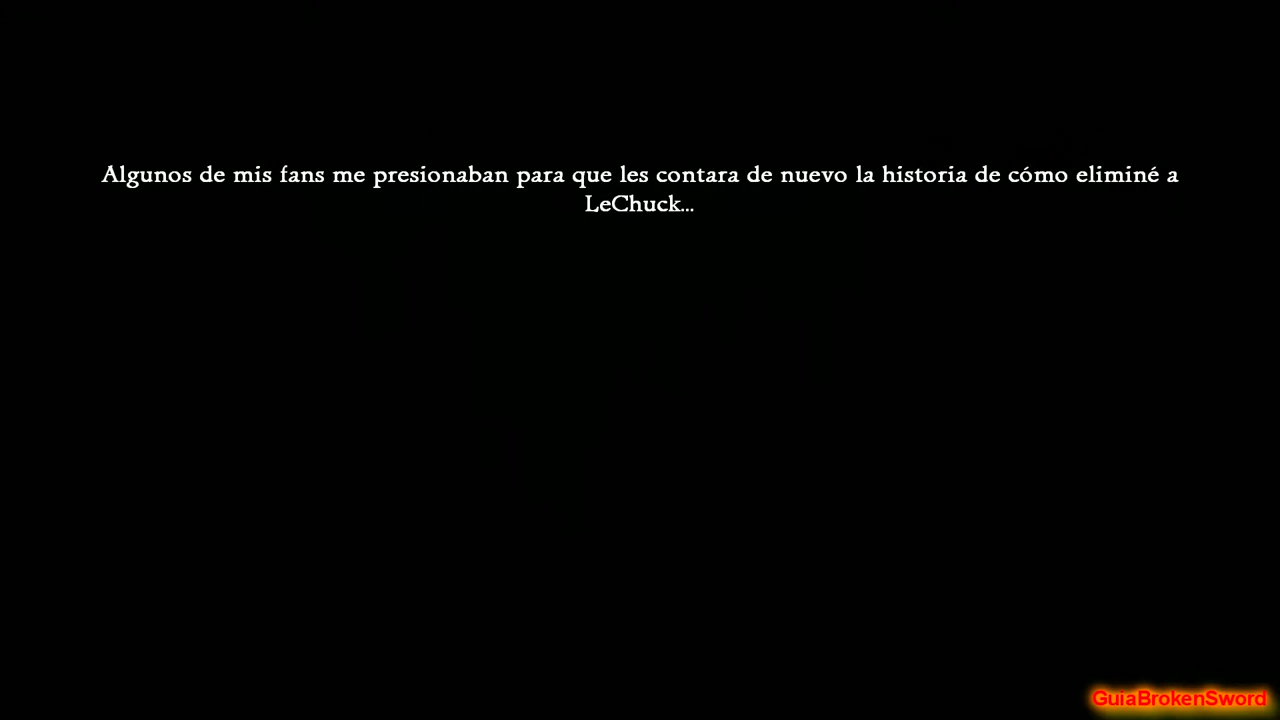 Algunos de mis fans me presionaban para que les contara de nuevo la historia de cómo eliminé a
LeChuck...
GuiaBrokenSword